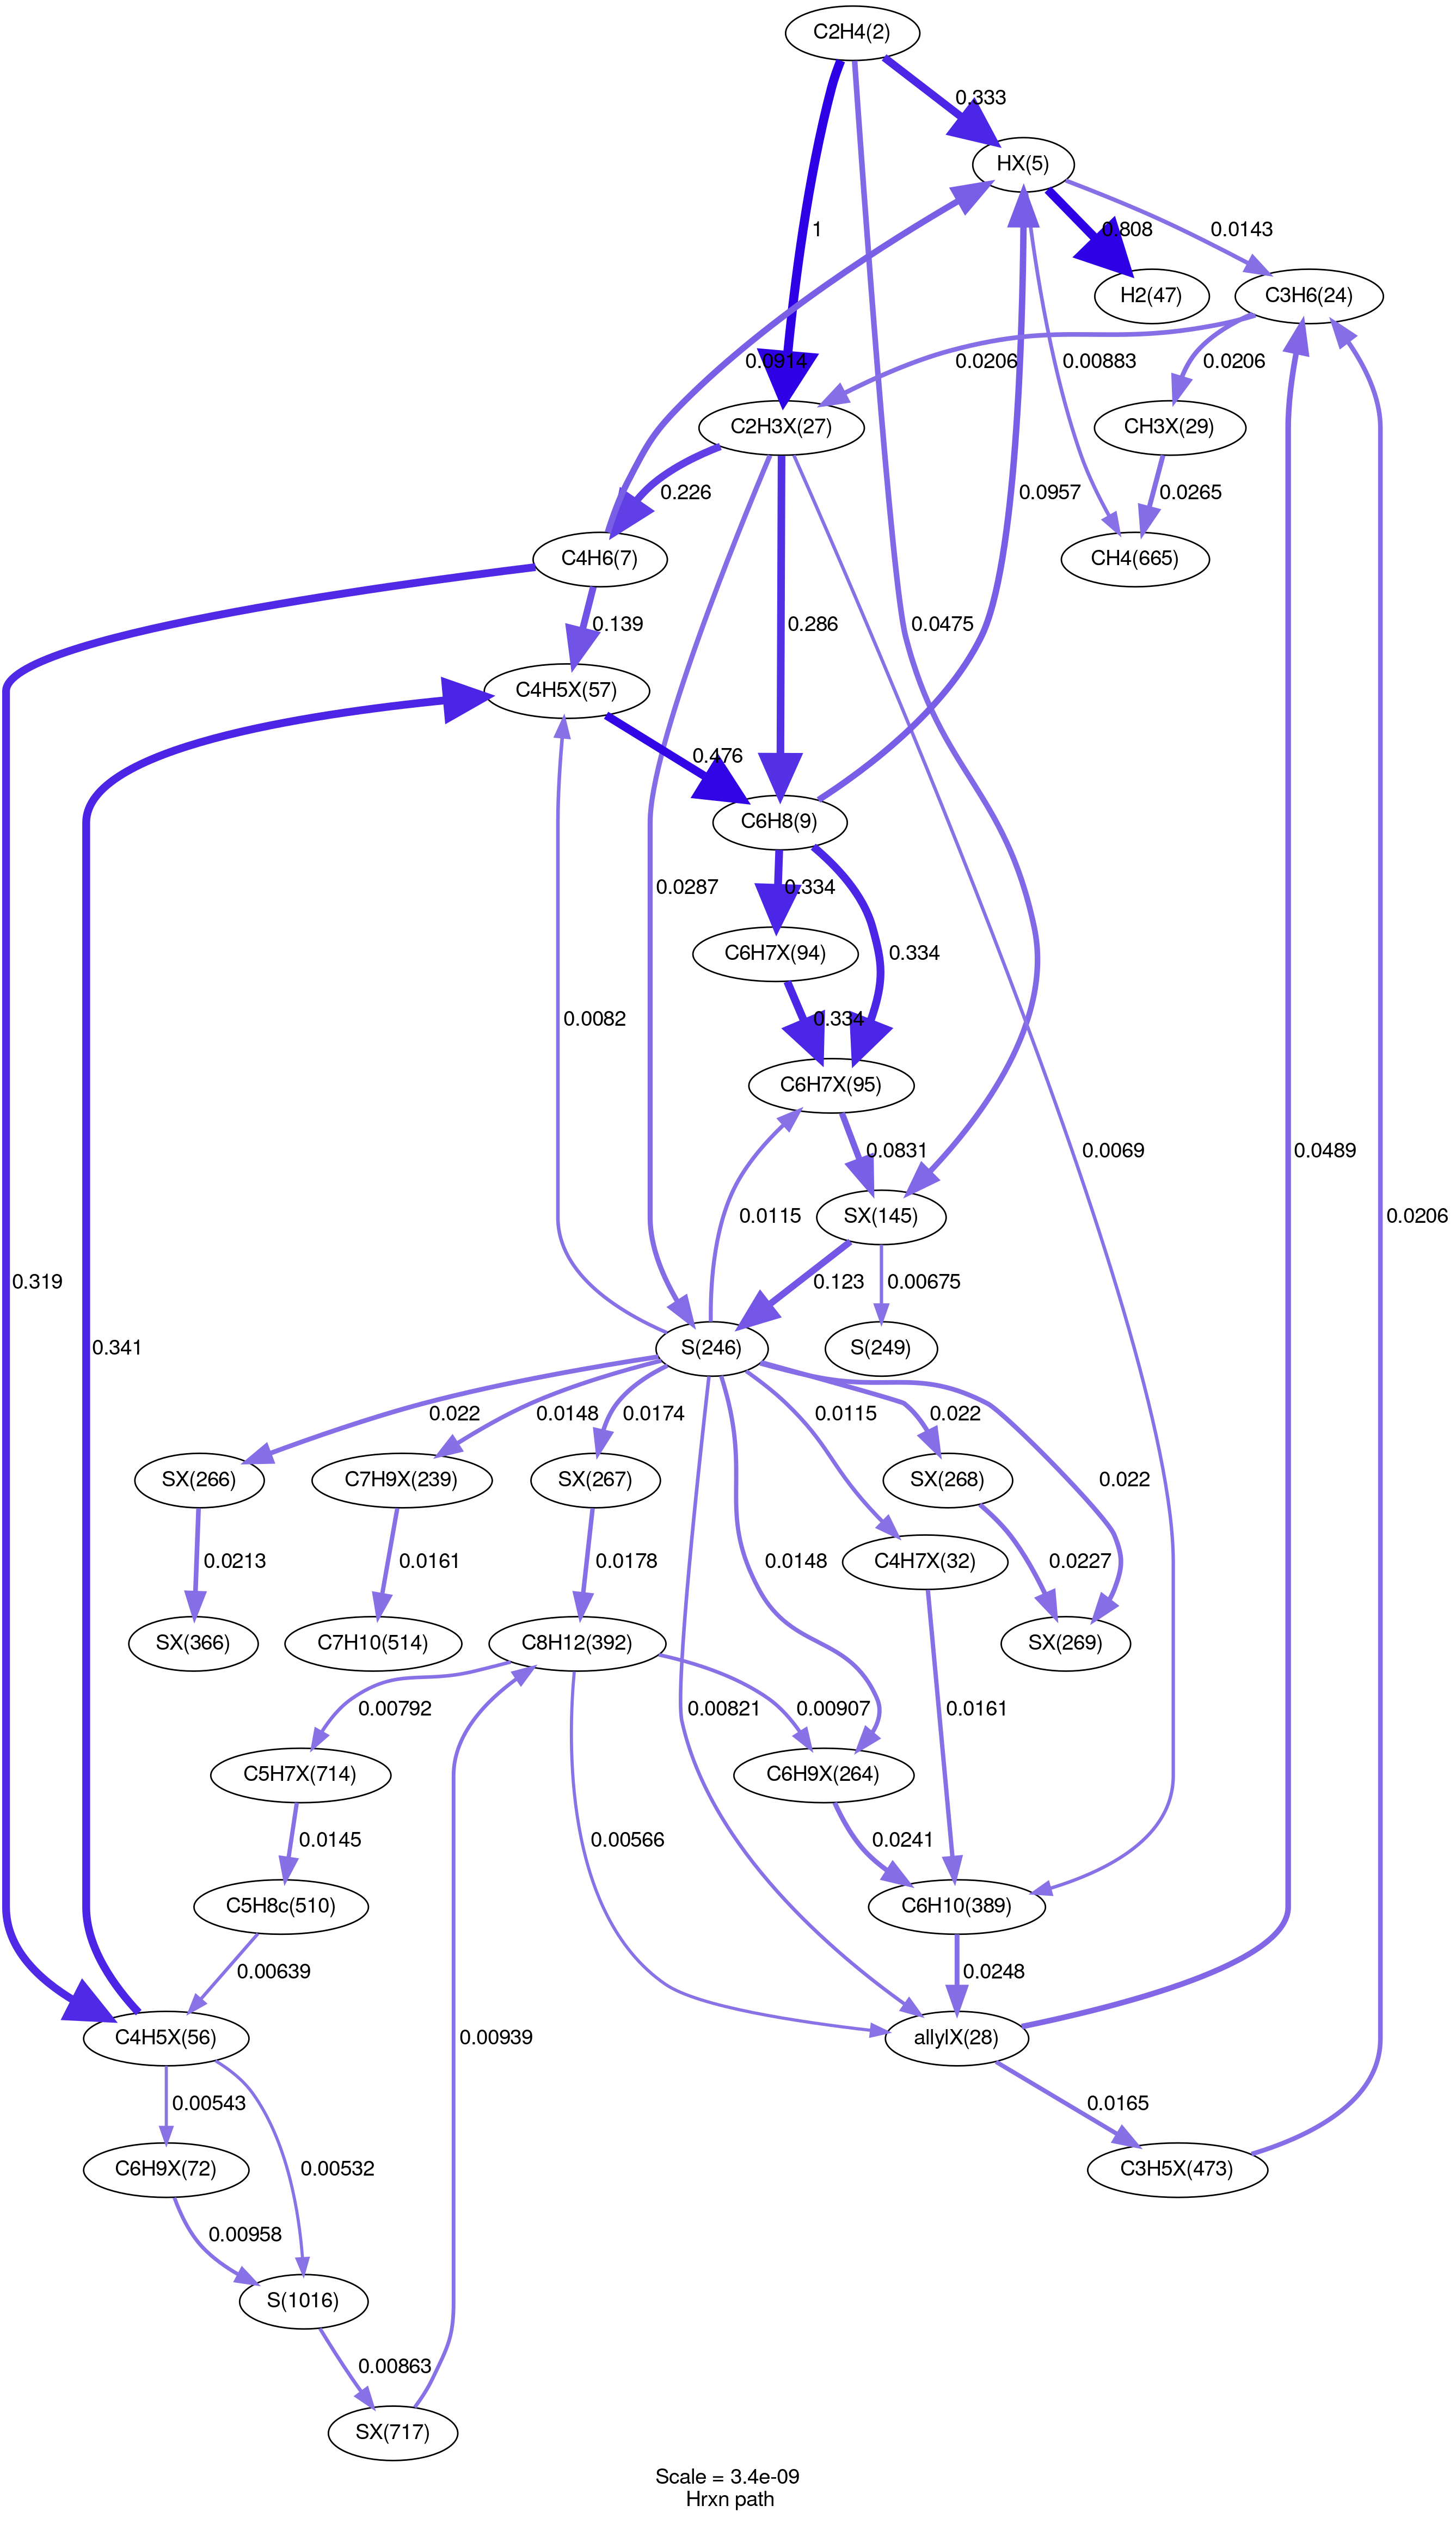 C2H4(2)
0.333
HX(5)
1
0.808
0.0143
H2(47)
C3H6(24)
0.0914
0.0206
0.00883
0.0206
C2H3X(27)
CH3X(29)
0.226
0.0957
0.0265
C4H6(7)
CH4(665)
0.139
0.286
0.0475
C4H5X(57)
0.476
C6H8(9)
0.0287
0.334
0.334
C6H7X(94)
0.0082
0.334
C6H7X(95)
0.0831
0.0069
0.0489
0.0115
SX(145)
0.0206
0.319
0.123
0.00675
0.341
S(246)
S(249)
0.022
0.0148
0.0174
0.0115
0.022
SX(266)
C7H9X(239)
SX(267)
SX(268)
0.022
0.0213
0.0161
0.0178
0.0148
C4H7X(32)
0.0227
SX(366)
C7H10(514)
C8H12(392)
SX(269)
0.00792
0.00821
0.00907
0.0161
C5H7X(714)
C6H9X(264)
0.0145
0.00566
0.0241
C5H8c(510)
C6H10(389)
0.00639
0.0248
C4H5X(56)
0.00939
allylX(28)
0.00543
0.0165
C6H9X(72)
0.00532
C3H5X(473)
0.00958
S(1016)
0.00863
SX(717)
Scale = 3.4e-09
Hrxn path